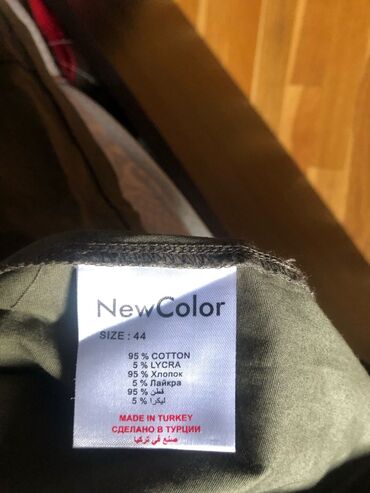 NewColor
SIZE : 44
95 % COTTON
5 % LYCRA
95 % Хлопок
5 % Лайкра
95 % قطن
5 % ليكرا
MADE IN TURKEY
СДЕЛАНО В ТУРЦИИ
صنع في تركيا